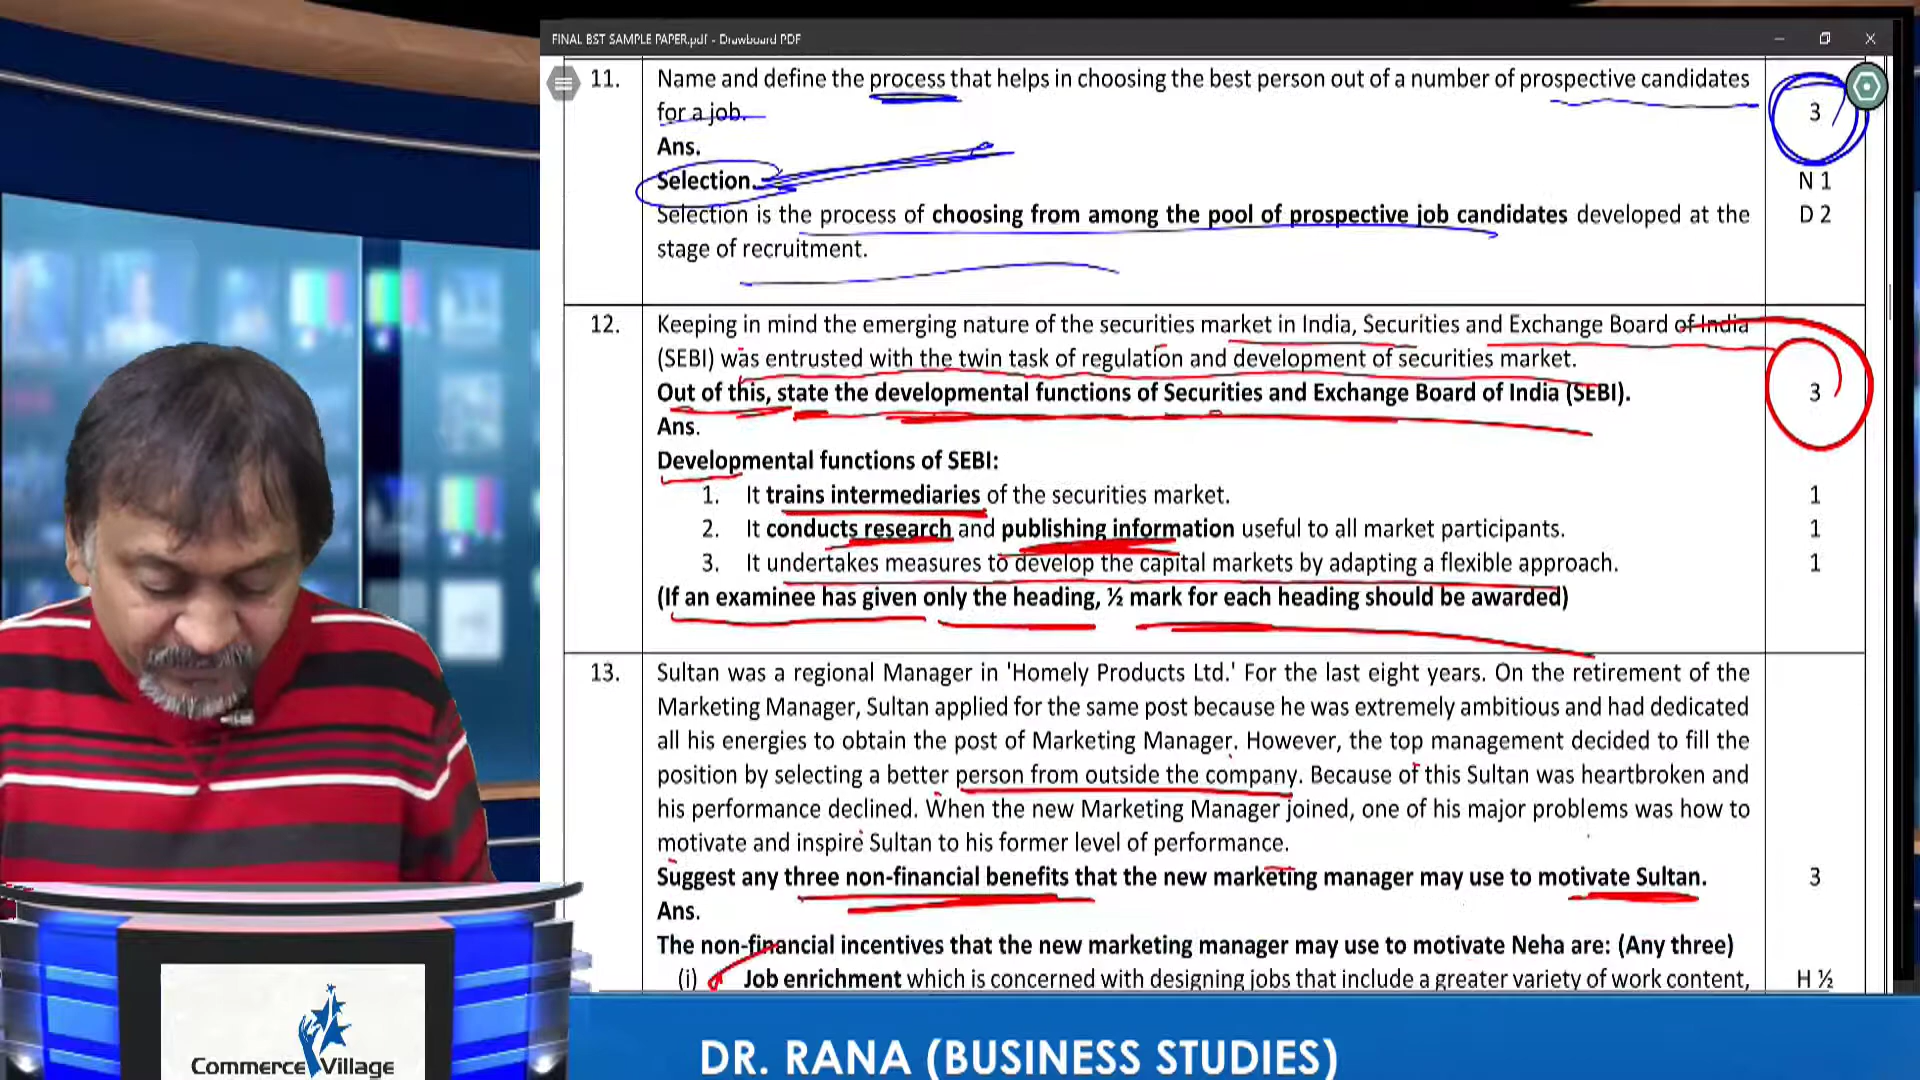 FINAL BST SAMPLE PAPER.pdf - Drawboard PDF
11. Name and define the process that helps in choosing the best person out of a number of prospective candidates
for a job. 3
Ans.
Selection. N 1
Selection is the process of choosing from among the pool of prospective job candidates developed at the D 2
stage of recruitment.
12. Keeping in mind the emerging nature of the securities market in India, Securities and Exchange Board of India
(SEBI) was entrusted with the twin task of regulation and development of securities market.
Out of this, state the developmental functions of Securities and Exchange Board of India (SEBI). 3
Ans.
Developmental functions of SEBI:
1. It trains intermediaries of the securities market. 1
2. It conducts research and publishing information useful to all market participants. 1
3. It undertakes measures to develop the capital markets by adapting a flexible approach. 1
(If an examinee has given only the heading, ½ mark for each heading should be awarded)
13. Sultan was a regional Manager in 'Homely Products Ltd.' For the last eight years. On the retirement of the
Marketing Manager, Sultan applied for the same post because he was extremely ambitious and had dedicated
all his energies to obtain the post of Marketing Manager. However, the top management decided to fill the
position by selecting a better person from outside the company. Because of this Sultan was heartbroken and
his performance declined. When the new Marketing Manager joined, one of his major problems was how to
motivate and inspire Sultan to his former level of performance.
Suggest any three non-financial benefits that the new marketing manager may use to motivate Sultan. 3
Ans.
The non-financial incentives that the new marketing manager may use to motivate Neha are: (Any three)
(i) Job enrichment which is concerned with designing jobs that include a greater variety of work content, H ½
Commerce Village
DR. RANA (BUSINESS STUDIES)